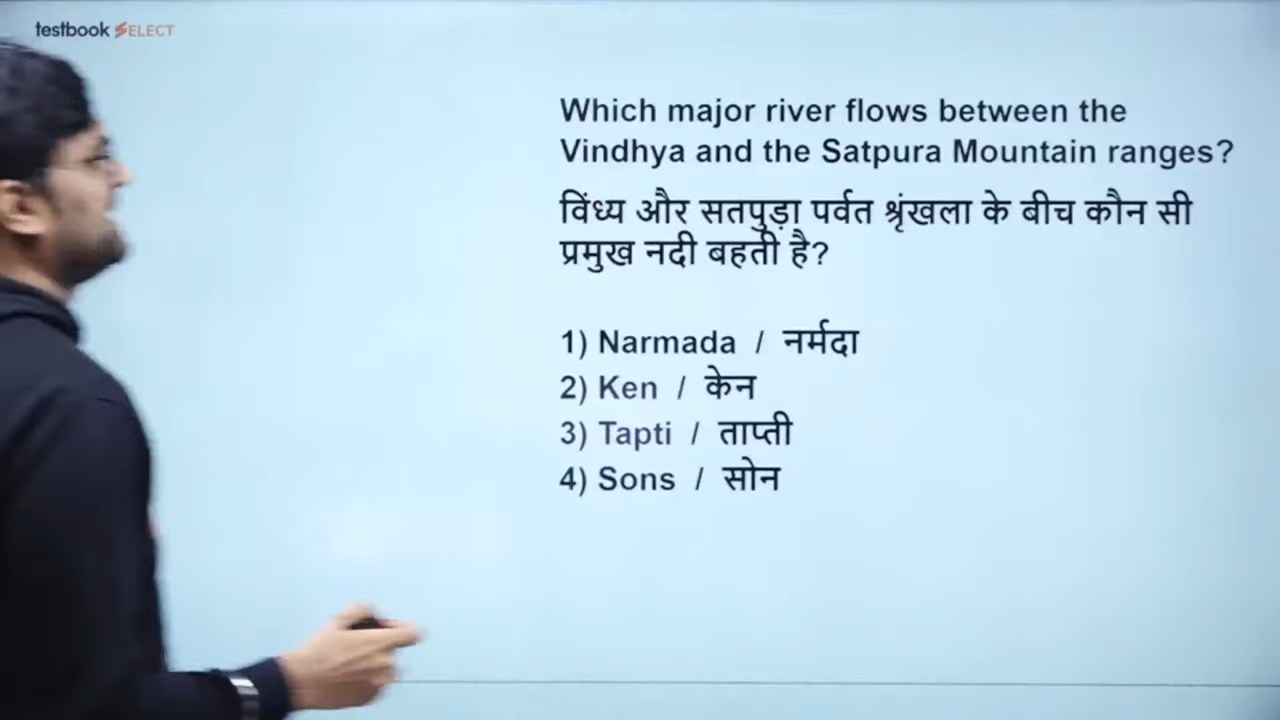 testbook SELECT
Which major river flows between the
Vindhya and the Satpura Mountain ranges?
विंध्य और सतपुड़ा पर्वत श्रृंखला के बीच कौन सी
प्रमुख नदी बहती है?
1) Narmada / नर्मदा
2) Ken / केन
3) Tapti / ताप्ती
4) Sons / सोन